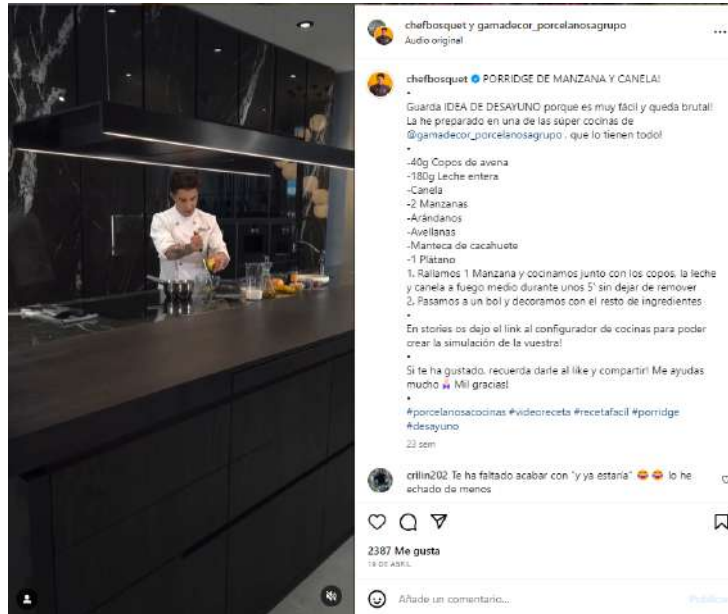 chefbosquet y gamadecor_porcelanosagrupo
Audio original
chefbosquet PORRIDGE DE MANZANA Y CANELA!
•
Guarda IDEA DE DESAYUNO porque es muy fácil y queda brutal!
La he preparado en una de las súper cocinas de
@gamadecor_porcelanosagrupo , que lo tienen todo!
•
-40g Copos de avena
-180g Leche entera
-Canela
-2 Manzanas
-Arándanos
-Avellanas
-Manteca de cacahuete
-1 Plátano
1. Rallamos 1 Manzana y cocinamos junto con los copos, la leche
y canela a fuego medio durante unos 5' sin dejar de remover
2. Pasamos a un bol y decoramos con el resto de ingredientes
•
En stories os dejo el link al configurador de cocinas para poder
crear la simulación de la vuestra!
•
Si te ha gustado, recuerda darle al like y compartir! Me ayudas
mucho 🙏🏻 Mil gracias!
•
#porcelanosacocinas #videoreceta #recetafacil #porridge
#desayuno
23 sem
crilin202 Te ha faltado acabar con "y ya estaría" 😂😂 lo he
echado de menos
2387 Me gusta
19 DE ABRIL
Añade un comentario...
Publicar